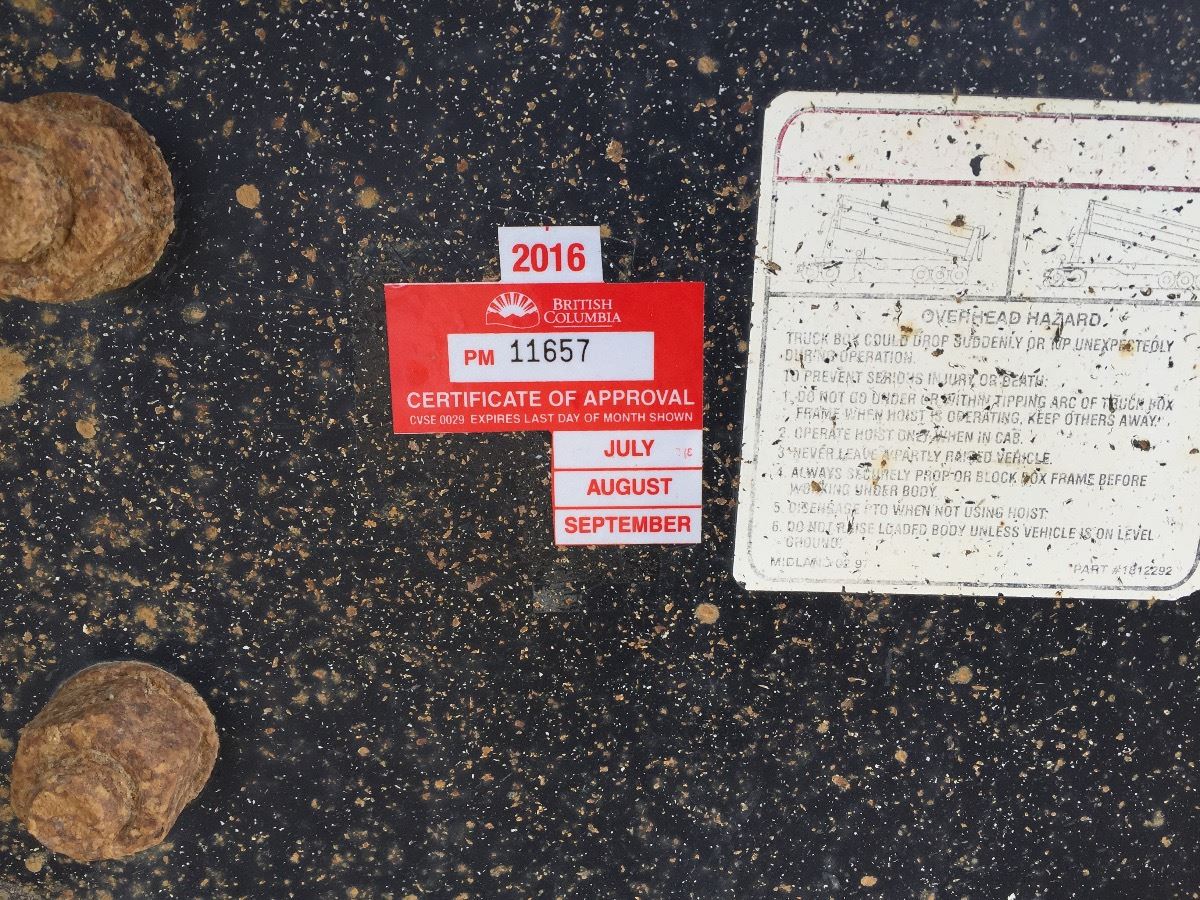 2016
BRITISH
COLUMBIA
PM 11657
CERTIFICATE OF APPROVAL
CVSE 0029 EXPIRES LAST DAY OF MONTH SHOWN
JULY
AUGUST
SEPTEMBER
OVERHEAD HAZARD
TRUCK BOX COULD DROP SUDDENLY OR TIP UNEXPECTEDLY
DURING OPERATION.
TO PREVENT SERIOUS INJURY OR DEATH:
1. DO NOT GO UNDER OR WITHIN TIPPING ARC OF TRUCK BOX
FRAME WHEN HOIST IS OPERATING, KEEP OTHERS AWAY.
2. OPERATE HOIST ONLY WHEN IN CAB.
3. NEVER LEAVE A PARTLY RAISED VEHICLE.
4. ALWAYS SECURELY PROP OR BLOCK BOX FRAME BEFORE
WORKING UNDER BODY.
5. DISENGAGE PTO WHEN NOT USING HOIST.
6. DO NOT RAISE LOADED BODY UNLESS VEHICLE IS ON LEVEL
GROUND.
MIDLAND 02 97 PART #1812292